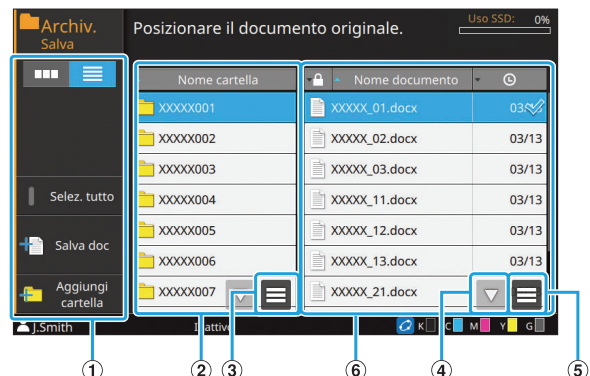 Archiv.
Salva
Posizionare il documento originale.
Uso SSD: 0%
Nome cartella
Nome documento
XXXXX001
XXXXX002
XXXXX003
XXXXX004
XXXXX005
XXXXX006
XXXXX007
XXXXX_01.docx
XXXXX_02.docx 03/13
XXXXX_03.docx 03/13
XXXXX_11.docx 03/13
XXXXX_12.docx 03/13
XXXXX_13.docx 03/13
XXXXX_21.docx
Selez. tutto
Salva doc
Aggiungi
cartella
J.Smith
K C M Y G
1 2 3 6 4 5